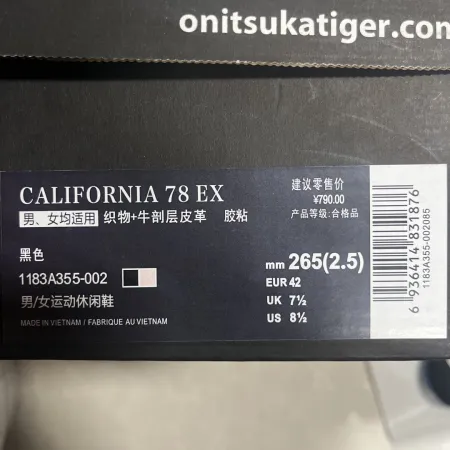 onitsukatiger.com
CALIFORNIA 78 EX
男、女均适用 织物+牛剖层皮革 胶粘
黑色
1183A355-002
男/女运动休闲鞋
MADE IN VIETNAM / FABRIQUE AU VIETNAM
建议零售价
¥790.00
产品等级:合格品
mm 265(2.5)
EUR 42
UK 7½
US 8½
6 936414 831876
1183A355-002085